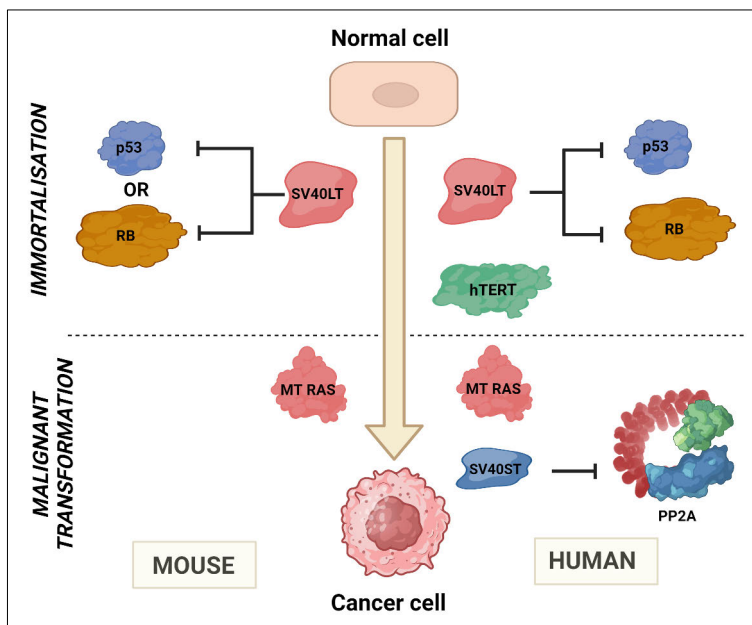 Normal cell
IMMORTALISATION
p53
OR
RB
SV40LT
SV40LT
p53
RB
hTERT
MALIGNANT
TRANSFORMATION
MT RAS
MT RAS
SV40ST
PP2A
MOUSE
HUMAN
Cancer cell